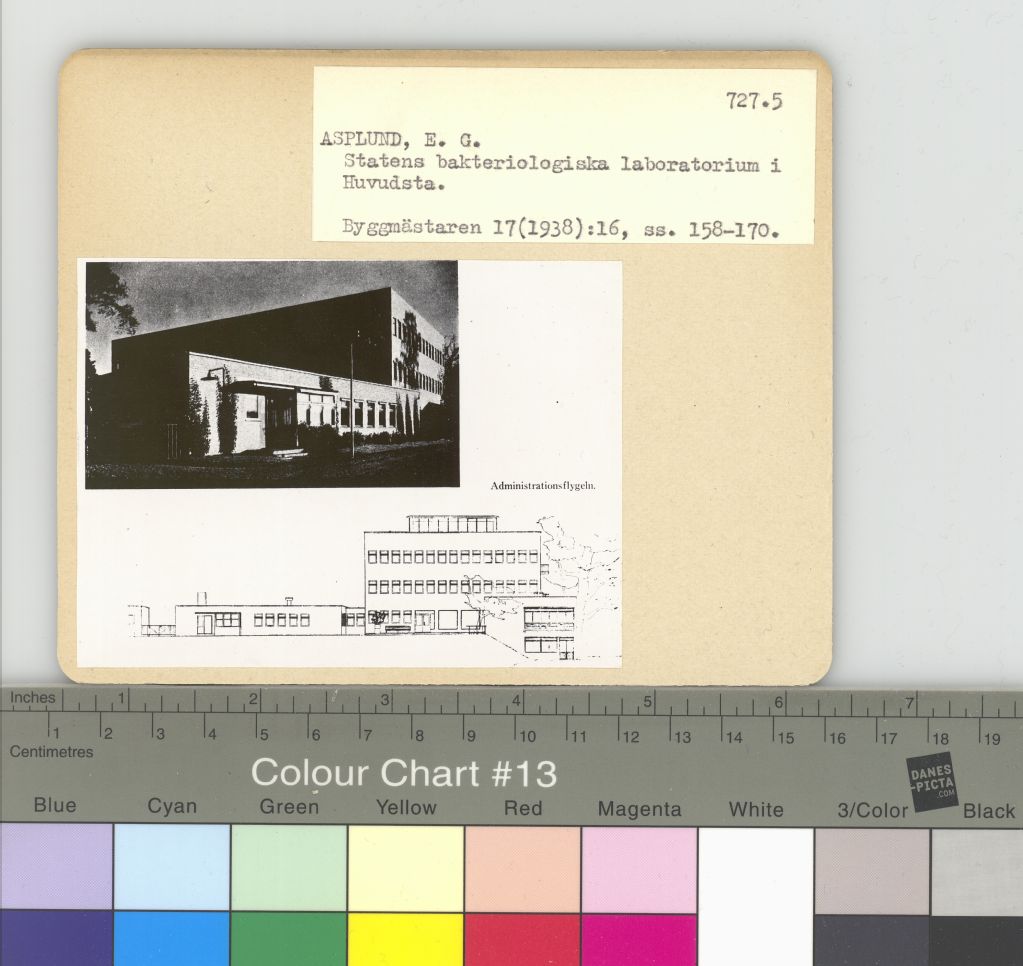 727.5
ASPLUND, E. G.
Statens bakteriologiska laboratorium i
Huvudsta.
Byggmästaren 17(1938):16, ss. 158-170.
Administrationsflygeln.
Inches 1 2 3 4 5 6 7
1 2 3 4 5 6 7 8 9 10 11 12 13 14 15 16 17 18 19
Centimetres
Colour Chart #13
DANES
-PICTA
.COM
Blue Cyan Green Yellow Red Magenta White 3/Color Black